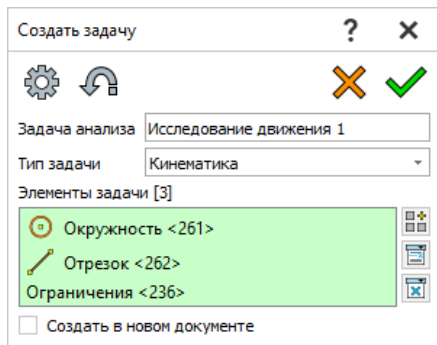 Создать задачу ?
Задача анализа Исследование движения 1
Тип задачи Кинематика
Элементы задачи [3]
Окружность <261>
Отрезок <262>
Ограничения <236>
Создать в новом документе